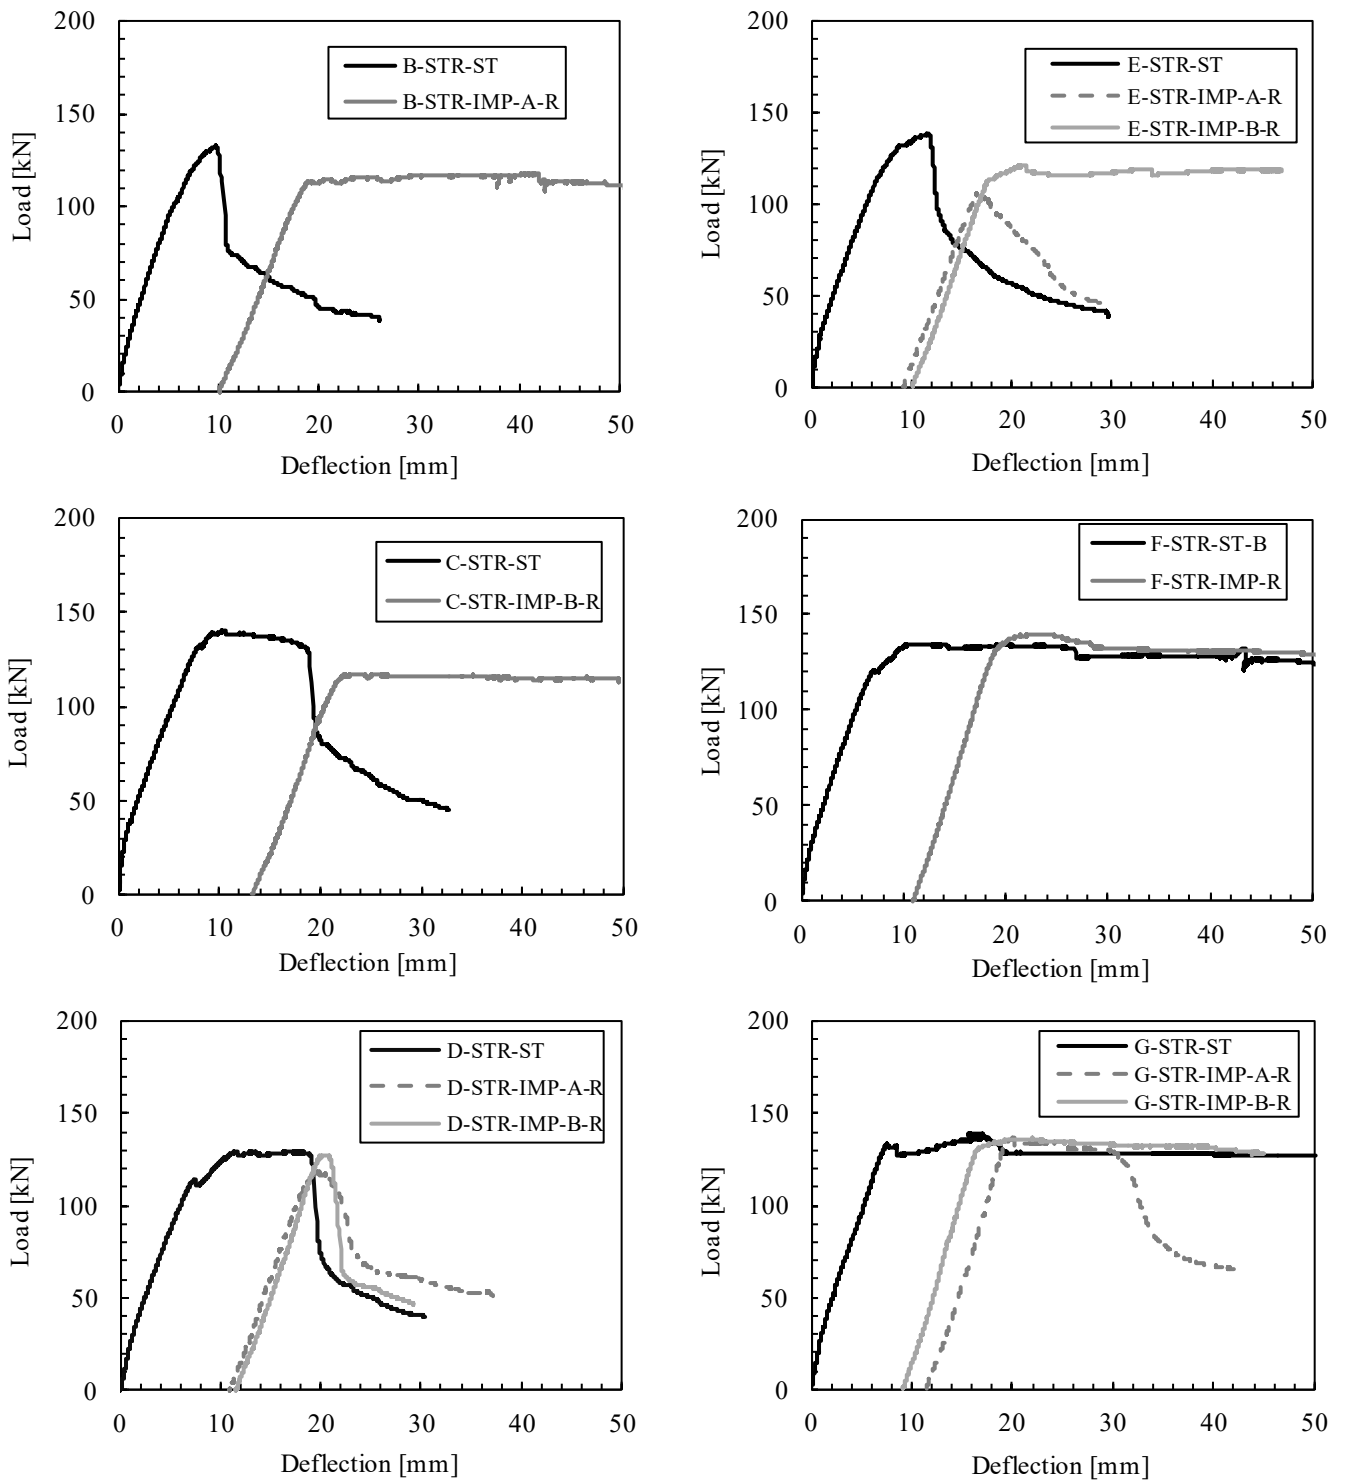 200
150
100
50
0
Load [kN]
B-STR-ST
B-STR-IMP-A-R
0 10 20 30 40 50
Deflection [mm]
200
150
100
50
0
Load [kN]
E-STR-ST
E-STR-IMP-A-R
E-STR-IMP-B-R
0 10 20 30 40 50
Deflection [mm]
200
150
100
50
0
Load [kN]
C-STR-ST
C-STR-IMP-B-R
0 10 20 30 40 50
Deflection [mm]
200
150
100
50
0
Load [kN]
F-STR-ST-B
F-STR-IMP-R
0 10 20 30 40 50
Deflection [mm]
200
150
100
50
0
Load [kN]
D-STR-ST
D-STR-IMP-A-R
D-STR-IMP-B-R
0 10 20 30 40 50
Deflection [mm]
200
150
100
50
0
Load [kN]
G-STR-ST
G-STR-IMP-A-R
G-STR-IMP-B-R
0 10 20 30 40 50
Deflection [mm]